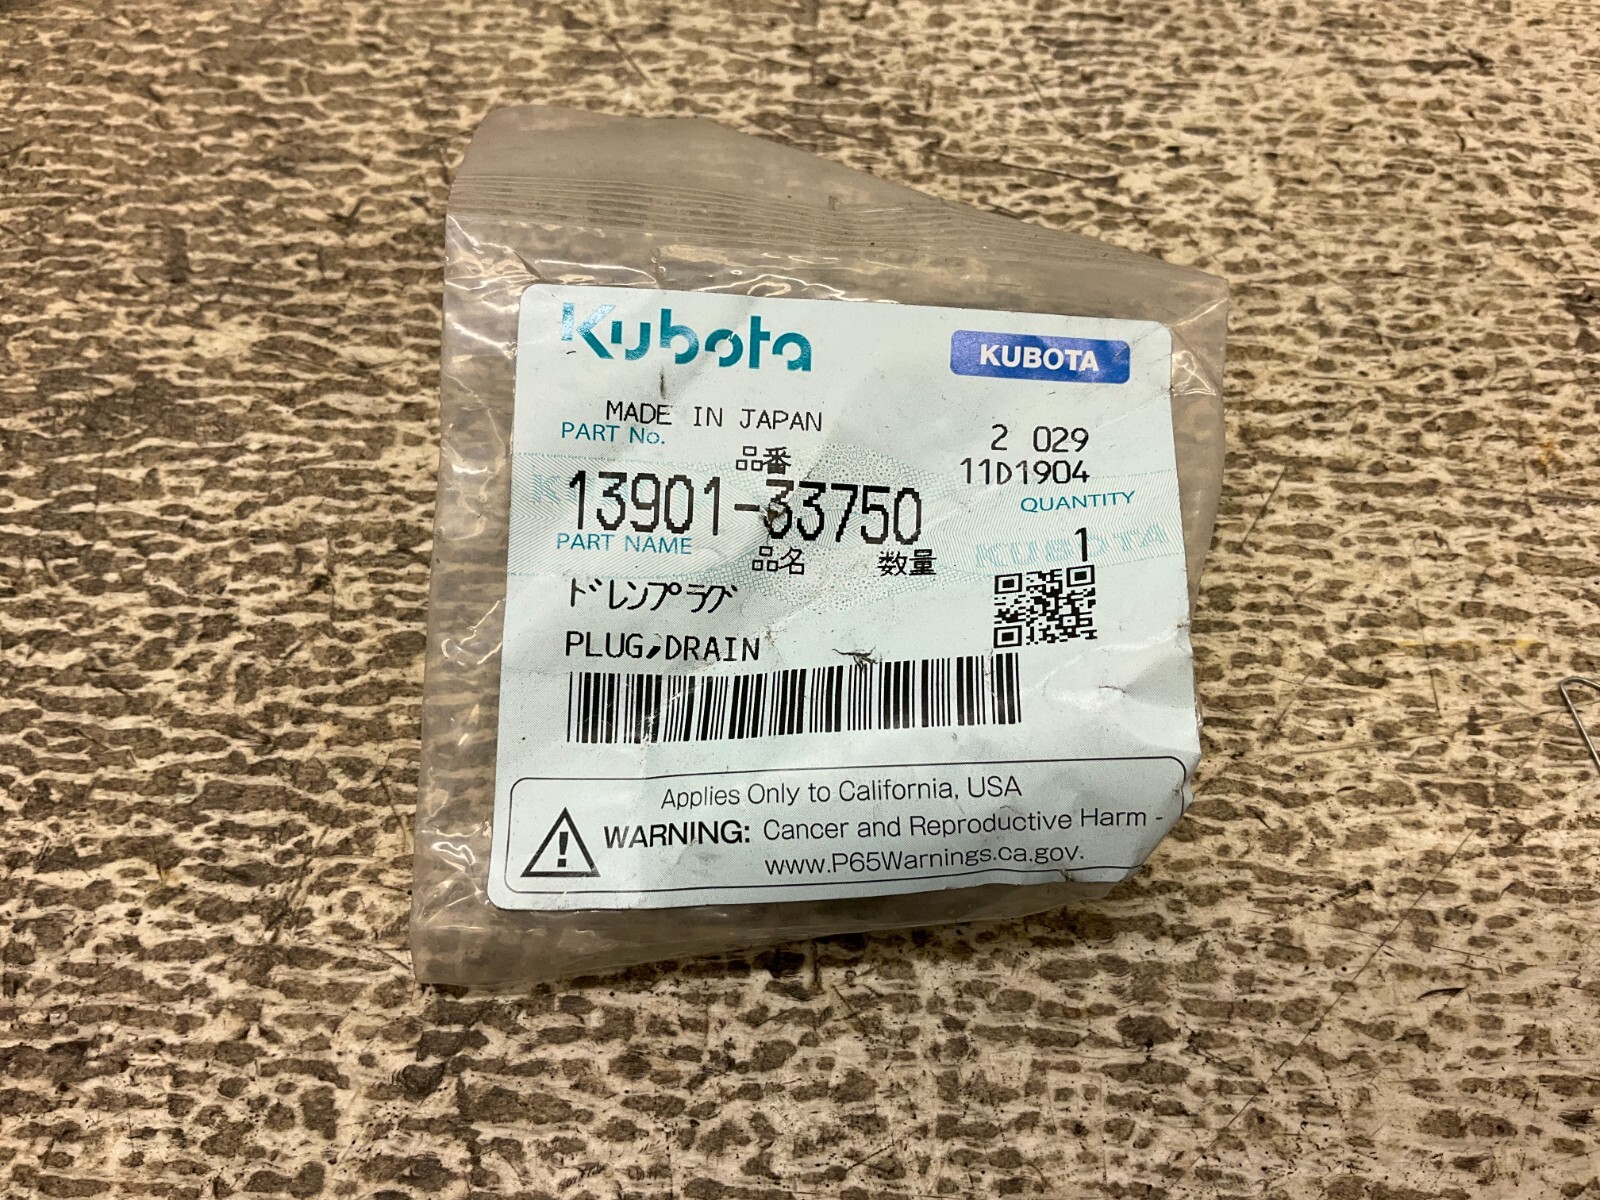 Kubota
KUBOTA
MADE IN JAPAN
PART No.
品番
2 029
11D1904
13901-33750
QUANTITY
1
PART NAME
品名
数量
KUBOTA
ドレンプラグ
PLUG,DRAIN
Applies Only to California, USA
WARNING: Cancer and Reproductive Harm -
www.P65Warnings.ca.gov.